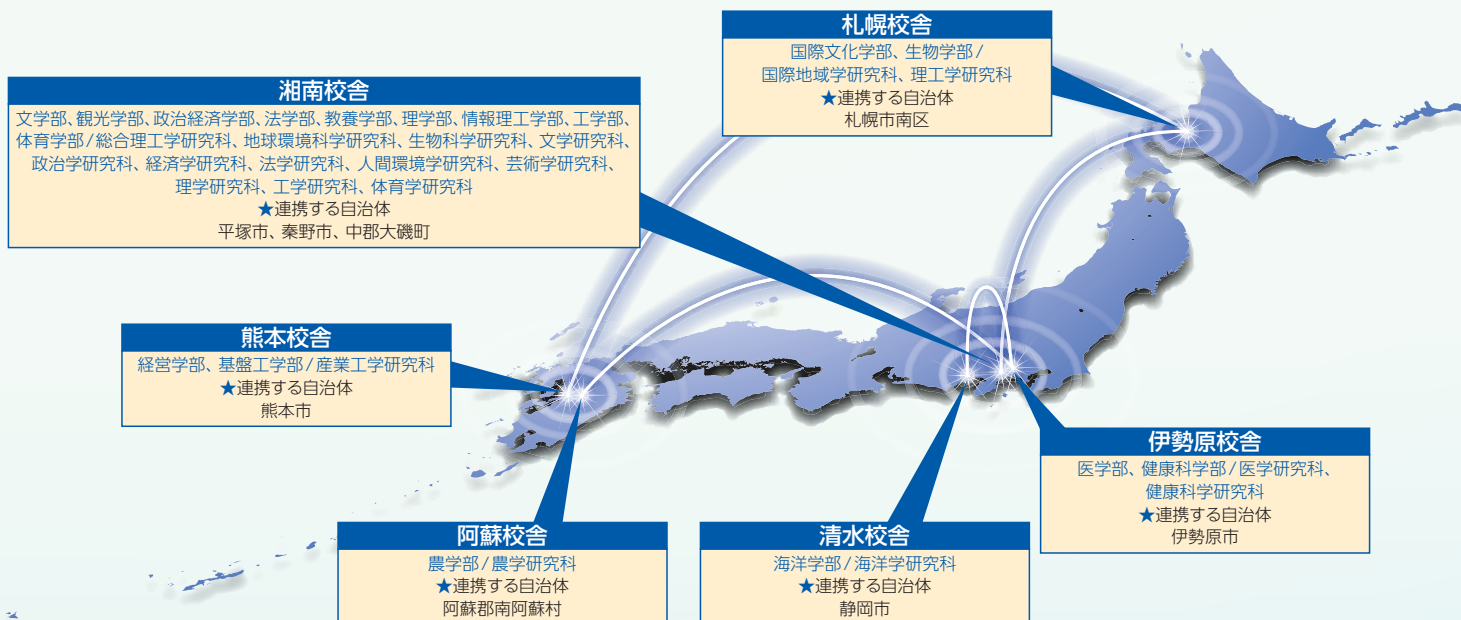 札幌校舎
国際文化学部、生物学部/
国際地域学研究科、理工学研究科
★連携する自治体
札幌市南区
湘南校舎
文学部、観光学部、政治経済学部、法学部、教養学部、理学部、情報理工学部、工学部、
体育学部/総合理工学研究科、地球環境科学研究科、生物科学研究科、文学研究科、
政治学研究科、経済学研究科、法学研究科、人間環境学研究科、芸術学研究科、
理学研究科、工学研究科、体育学研究科
★連携する自治体
平塚市、秦野市、中郡大磯町
熊本校舎
経営学部、基盤工学部/産業工学研究科
★連携する自治体
熊本市
伊勢原校舎
医学部、健康科学部/医学研究科、
健康科学研究科
★連携する自治体
伊勢原市
阿蘇校舎
農学部/農学研究科
★連携する自治体
阿蘇郡南阿蘇村
清水校舎
海洋学部/海洋学研究科
★連携する自治体
静岡市